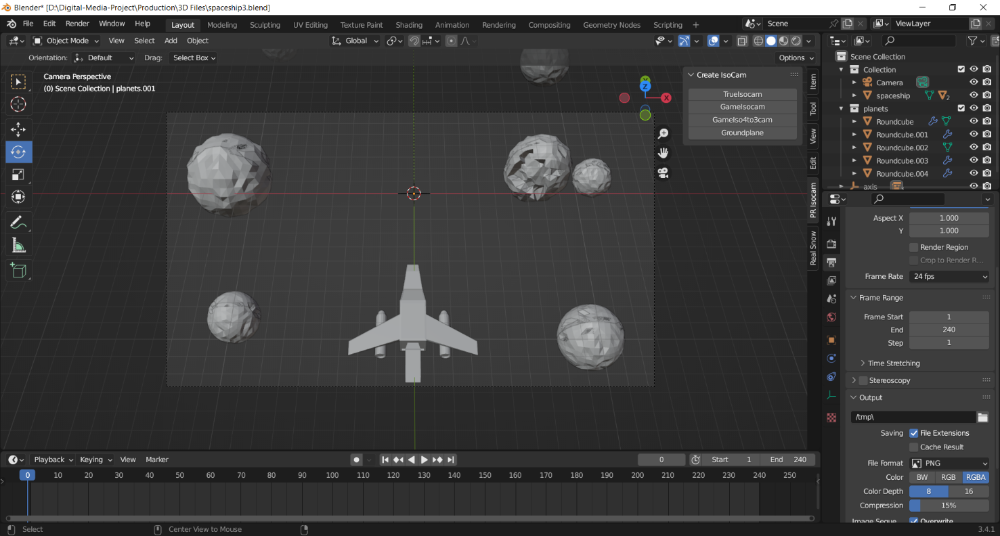 Blender* [D:\Digital-Media-Project\Production\3D Files\spaceship3.blend]
File Edit Render Window Help Layout Modeling Sculpting UV Editing Texture Paint Shading Animation Rendering Compositing Geometry Nodes Scripting + Scene ViewLayer
Object Mode View Select Add Object Global
Orientation: Default Drag: Select Box Options
Camera Perspective
(0) Scene Collection | planets.001
Create IsoCam
TrueIsocam
GameIsocam
GameIso4to3cam
Groundplane
Y
Z
X
Item
Tool
View
Edit
PR Isocam
Real Snow
Scene Collection
Collection
Camera
spaceship 2
planets
Roundcube
Roundcube.001
Roundcube.002
Roundcube.003
Roundcube.004
axis
Aspect X 1.000
Y 1.000
Render Region
Crop to Render R...
Frame Rate 24 fps
Frame Range
Frame Start 1
End 240
Step 1
Time Stretching
Stereoscopy
Output
/tmp\
Saving File Extensions
Cache Result
File Format PNG
Color BW RGB RGBA
Color Depth 8 16
Compression 15%
Image Seque... Overwrite
Playback Keying View Marker 0 Start 1 End 240
0 10 20 30 40 50 60 70 80 90 100 110 120 130 140 150 160 170 180 190 200 210 220 230 240 250
Select Center View to Mouse 3.4.1